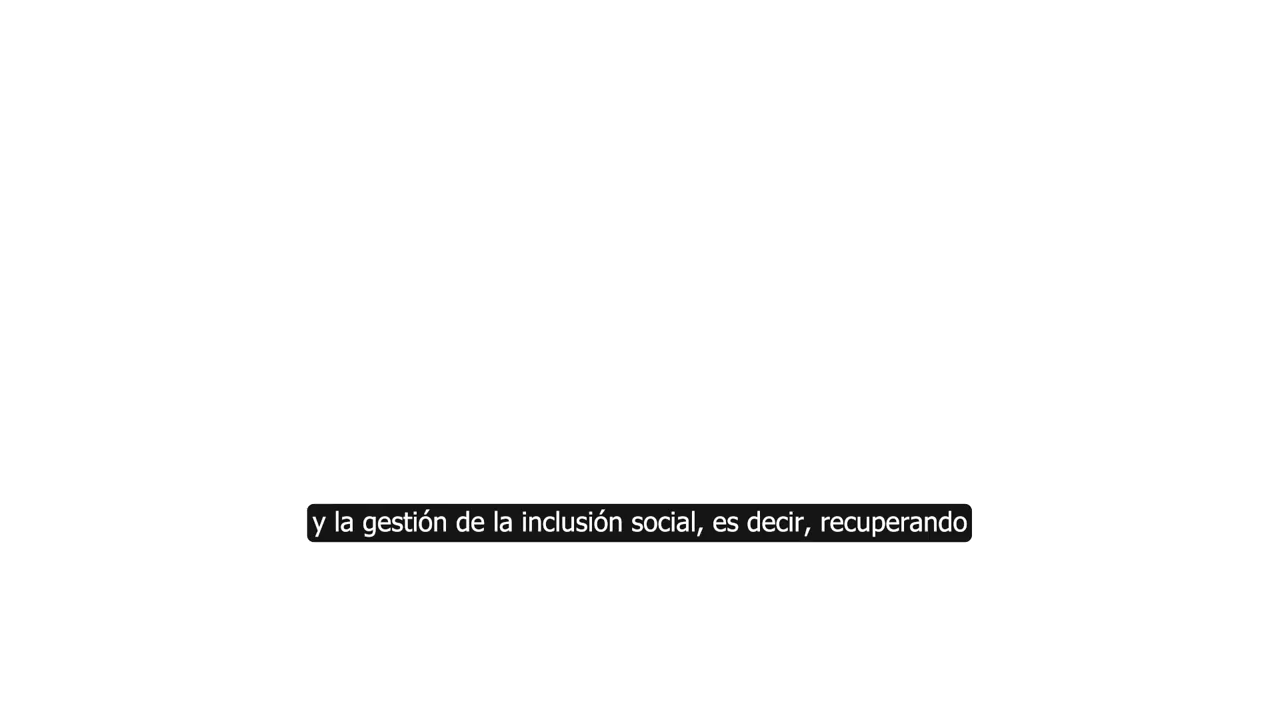 y la gestión de la inclusión social, es decir, recuperando